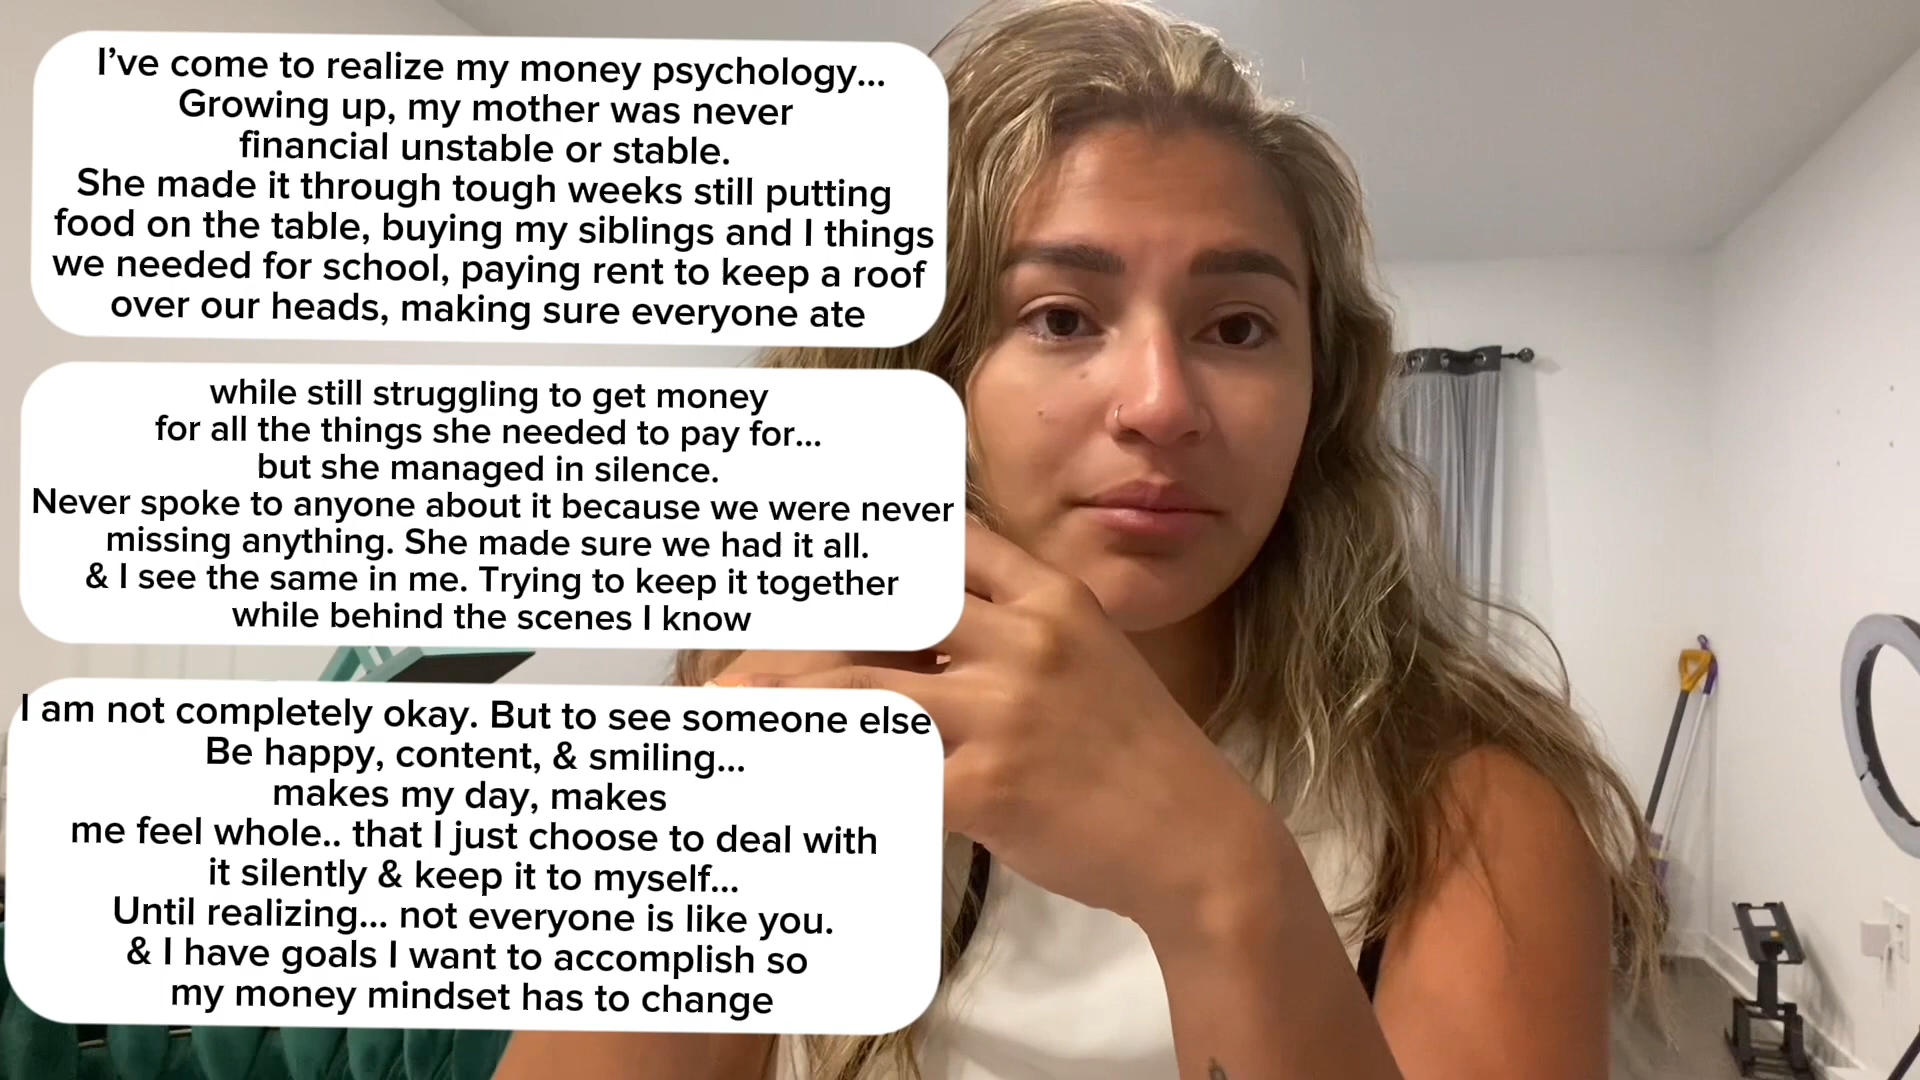 I’ve come to realize my money psychology...
Growing up, my mother was never
financial unstable or stable.
She made it through tough weeks still putting
food on the table, buying my siblings and I things
we needed for school, paying rent to keep a roof
over our heads, making sure everyone ate
while still struggling to get money
for all the things she needed to pay for...
but she managed in silence.
Never spoke to anyone about it because we were never
missing anything. She made sure we had it all.
& I see the same in me. Trying to keep it together
while behind the scenes I know
I am not completely okay. But to see someone else
Be happy, content, & smiling...
makes my day, makes
me feel whole.. that I just choose to deal with
it silently & keep it to myself...
Until realizing... not everyone is like you.
& I have goals I want to accomplish so
my money mindset has to change